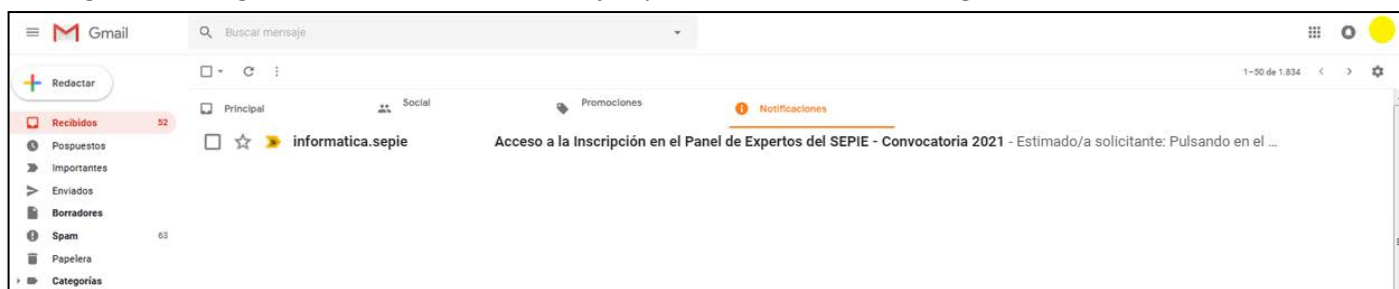 Gmail
Buscar mensaje
Redactar
1–50 de 1.834
Principal
Social
Promociones
Notificaciones
Recibidos 52
informatica.sepie Acceso a la Inscripción en el Panel de Expertos del SEPIE - Convocatoria 2021 - Estimado/a solicitante: Pulsando en el ...
Pospuestos
Importantes
Enviados
Borradores
Spam 63
Papelera
Categorías